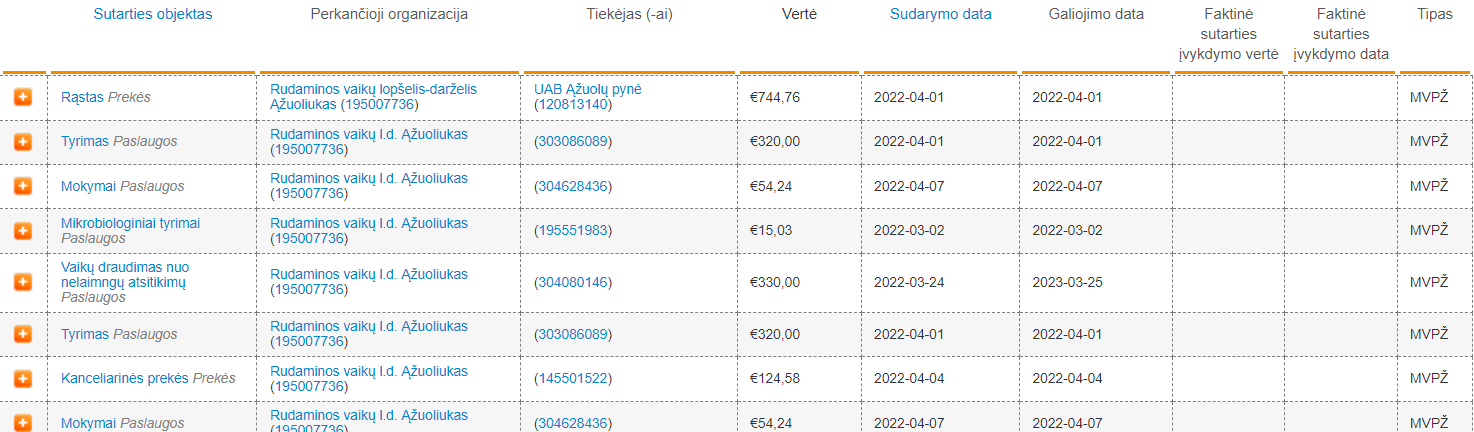 Sutarties objektas Perkančioji organizacija Tiekėjas (-ai) Vertė Sudarymo data Galiojimo data Faktinė sutarties įvykdymo vertė Faktinė sutarties įvykdymo data Tipas
Rąstas Prekės Rudaminos vaikų lopšelis-darželis Ąžuoliukas (195007736) UAB Ąžuolų pynė (120813140) €744,76 2022-04-01 2022-04-01 MVPŽ
Tyrimas Paslaugos Rudaminos vaikų l.d. Ąžuoliukas (195007736) (303086089) €320,00 2022-04-01 2022-04-01 MVPŽ
Mokymai Paslaugos Rudaminos vaikų l.d. Ąžuoliukas (195007736) (304628436) €54,24 2022-04-07 2022-04-07 MVPŽ
Mikrobiologiniai tyrimai Paslaugos Rudaminos vaikų l.d. Ąžuoliukas (195007736) (195551983) €15,03 2022-03-02 2022-03-02 MVPŽ
Vaikų draudimas nuo nelaimngų atsitikimų Paslaugos Rudaminos vaikų l.d. Ąžuoliukas (195007736) (304080146) €330,00 2022-03-24 2023-03-25 MVPŽ
Tyrimas Paslaugos Rudaminos vaikų l.d. Ąžuoliukas (195007736) (303086089) €320,00 2022-04-01 2022-04-01 MVPŽ
Kanceliarinės prekės Prekės Rudaminos vaikų l.d. Ąžuoliukas (195007736) (145501522) €124,58 2022-04-04 2022-04-04 MVPŽ
Mokymai Paslaugos Rudaminos vaikų l.d. Ąžuoliukas (195007736) (304628436) €54,24 2022-04-07 2022-04-07 MVPŽ